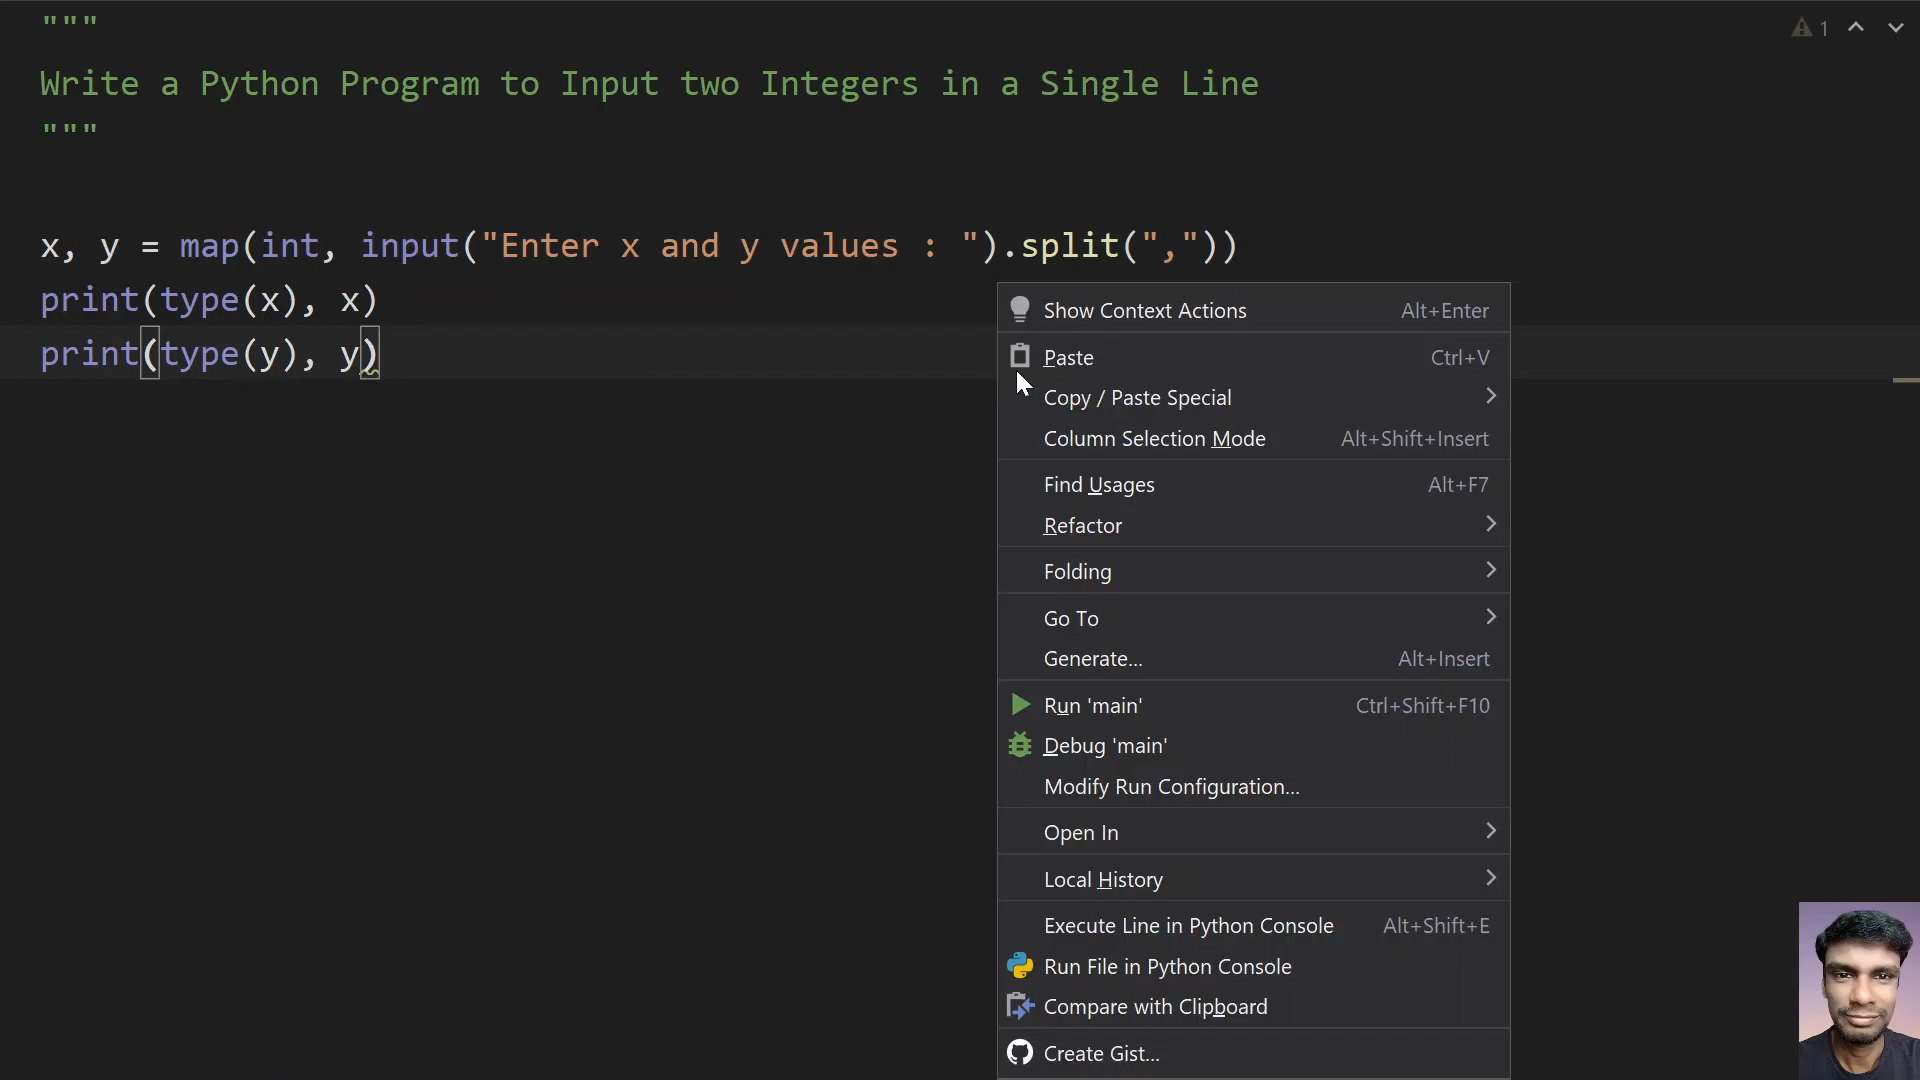 """
1
Write a Python Program to Input two Integers in a Single Line
"""
x, y = map(int, input("Enter x and y values : ").split(","))
print(type(x), x)
print(type(y), y)
Show Context Actions Alt+Enter
Paste Ctrl+V
Copy / Paste Special
Column Selection Mode Alt+Shift+Insert
Find Usages Alt+F7
Refactor
Folding
Go To
Generate... Alt+Insert
Run 'main' Ctrl+Shift+F10
Debug 'main'
Modify Run Configuration...
Open In
Local History
Execute Line in Python Console Alt+Shift+E
Run File in Python Console
Compare with Clipboard
Create Gist...